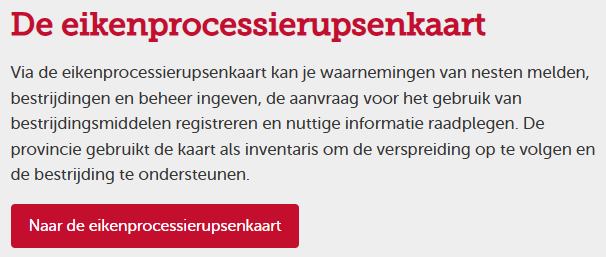 De eikenprocessierupsenkaart
Via de eikenprocessierupsenkaart kan je waarnemingen van nesten melden,
bestrijdingen en beheer ingeven, de aanvraag voor het gebruik van
bestrijdingsmiddelen registreren en nuttige informatie raadplegen. De
provincie gebruikt de kaart als inventaris om de verspreiding op te volgen en
de bestrijding te ondersteunen.
Naar de eikenprocessierupsenkaart